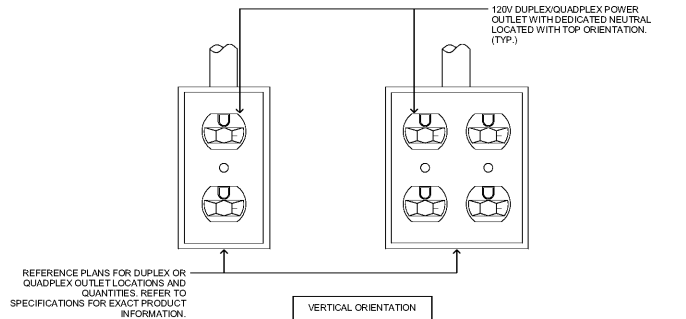 120V DUPLEX/QUADPLEX POWER
OUTLET WITH DEDICATED NEUTRAL
LOCATED WITH TOP ORIENTATION.
(TYP.)
REFERENCE PLANS FOR DUPLEX OR
QUADPLEX OUTLET LOCATIONS AND
QUANTITIES. REFER TO
SPECIFICATIONS FOR EXACT PRODUCT
INFORMATION.
VERTICAL ORIENTATION